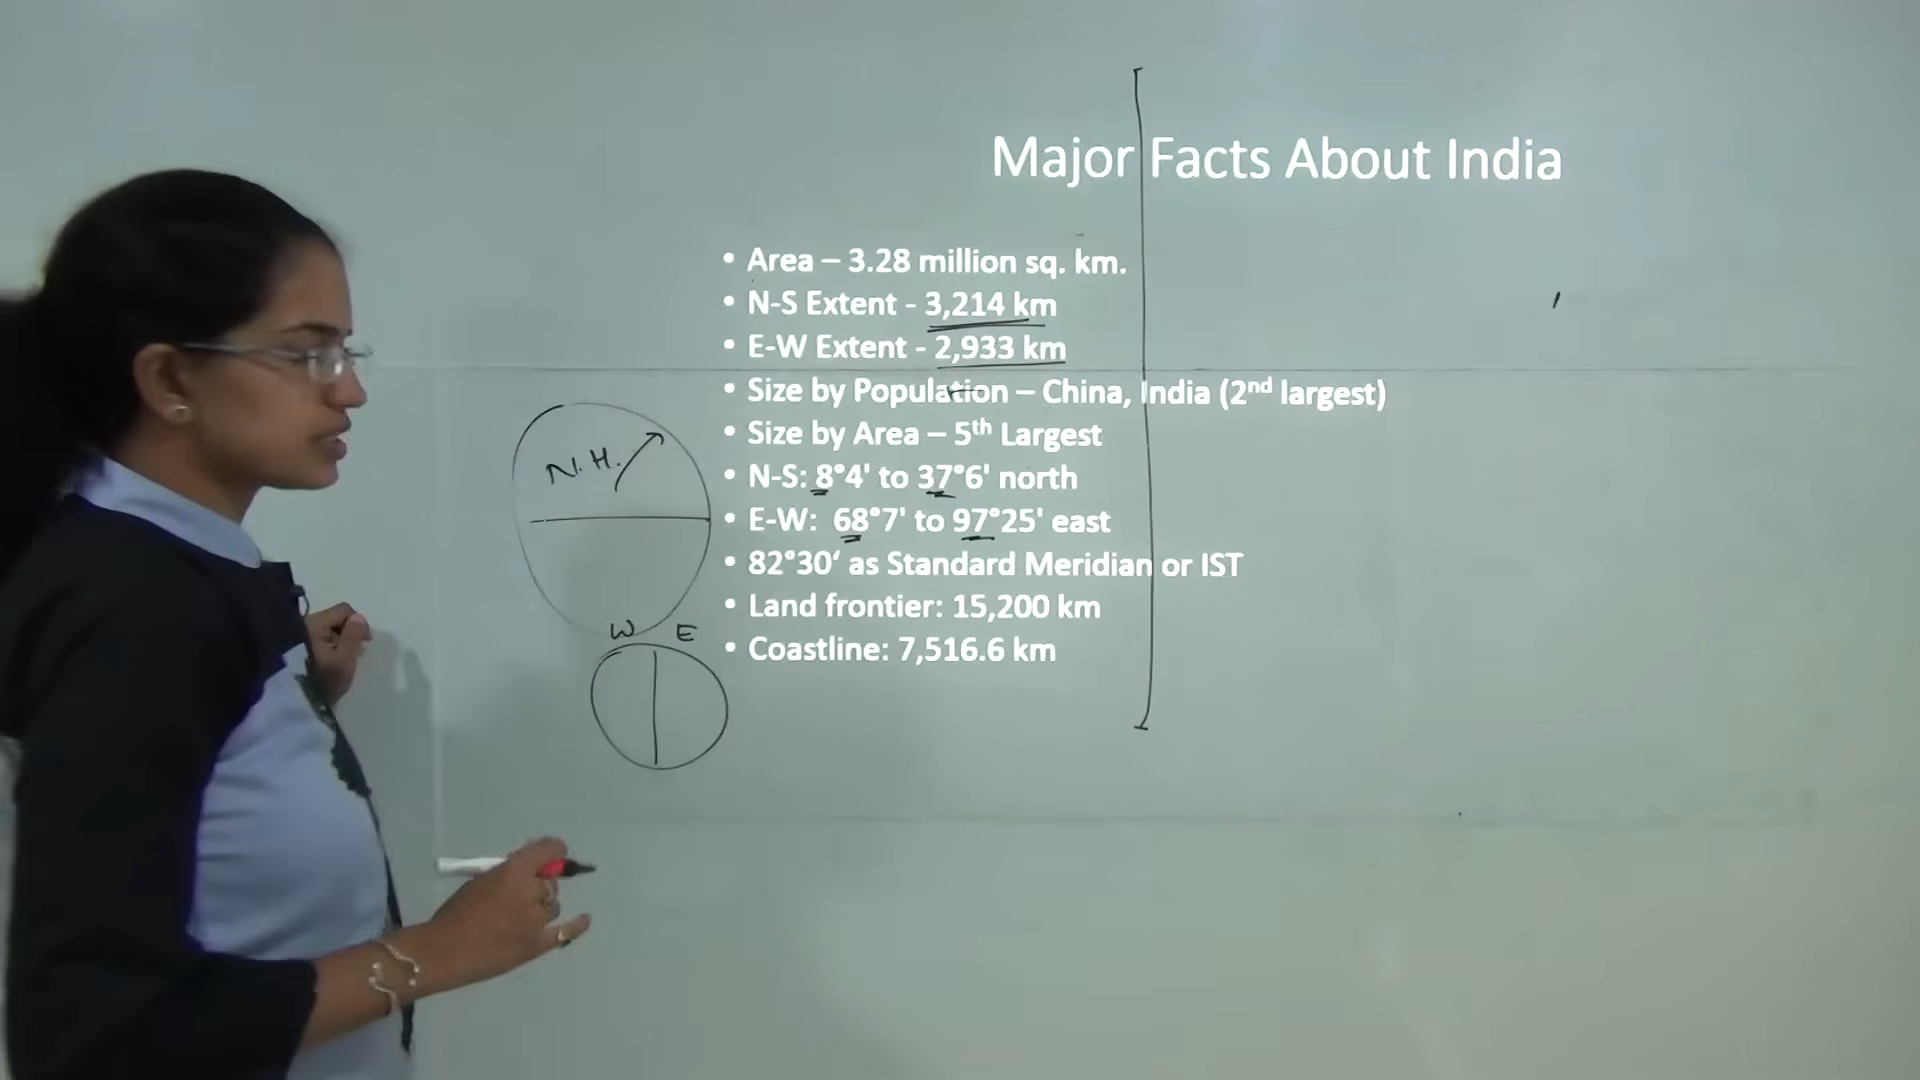 Major Facts About India
• Area – 3.28 million sq. km.
• N-S Extent - 3,214 km
• E-W Extent - 2,933 km
• Size by Population – China, India (2nd largest)
• Size by Area – 5th Largest
• N-S: 8°4' to 37°6' north
• E-W: 68°7' to 97°25' east
• 82°30‘ as Standard Meridian or IST
• Land frontier: 15,200 km
• Coastline: 7,516.6 km
N.H.
W E